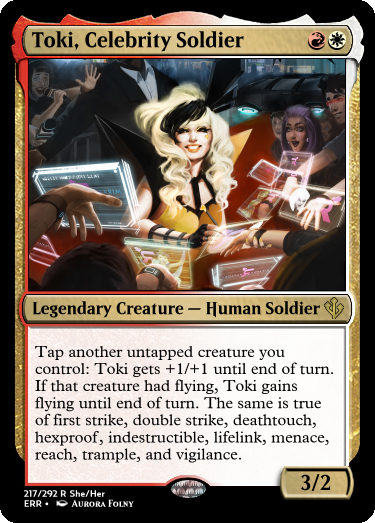 Toki, Celebrity Soldier
Legendary Creature — Human Soldier
Tap another untapped creature you
control: Toki gets +1/+1 until end of turn.
If that creature had flying, Toki gains
flying until end of turn. The same is true
of first strike, double strike, deathtouch,
hexproof, indestructible, lifelink, menace,
reach, trample, and vigilance.
3/2
217/292 R She/Her
ERR • Aurora Folny